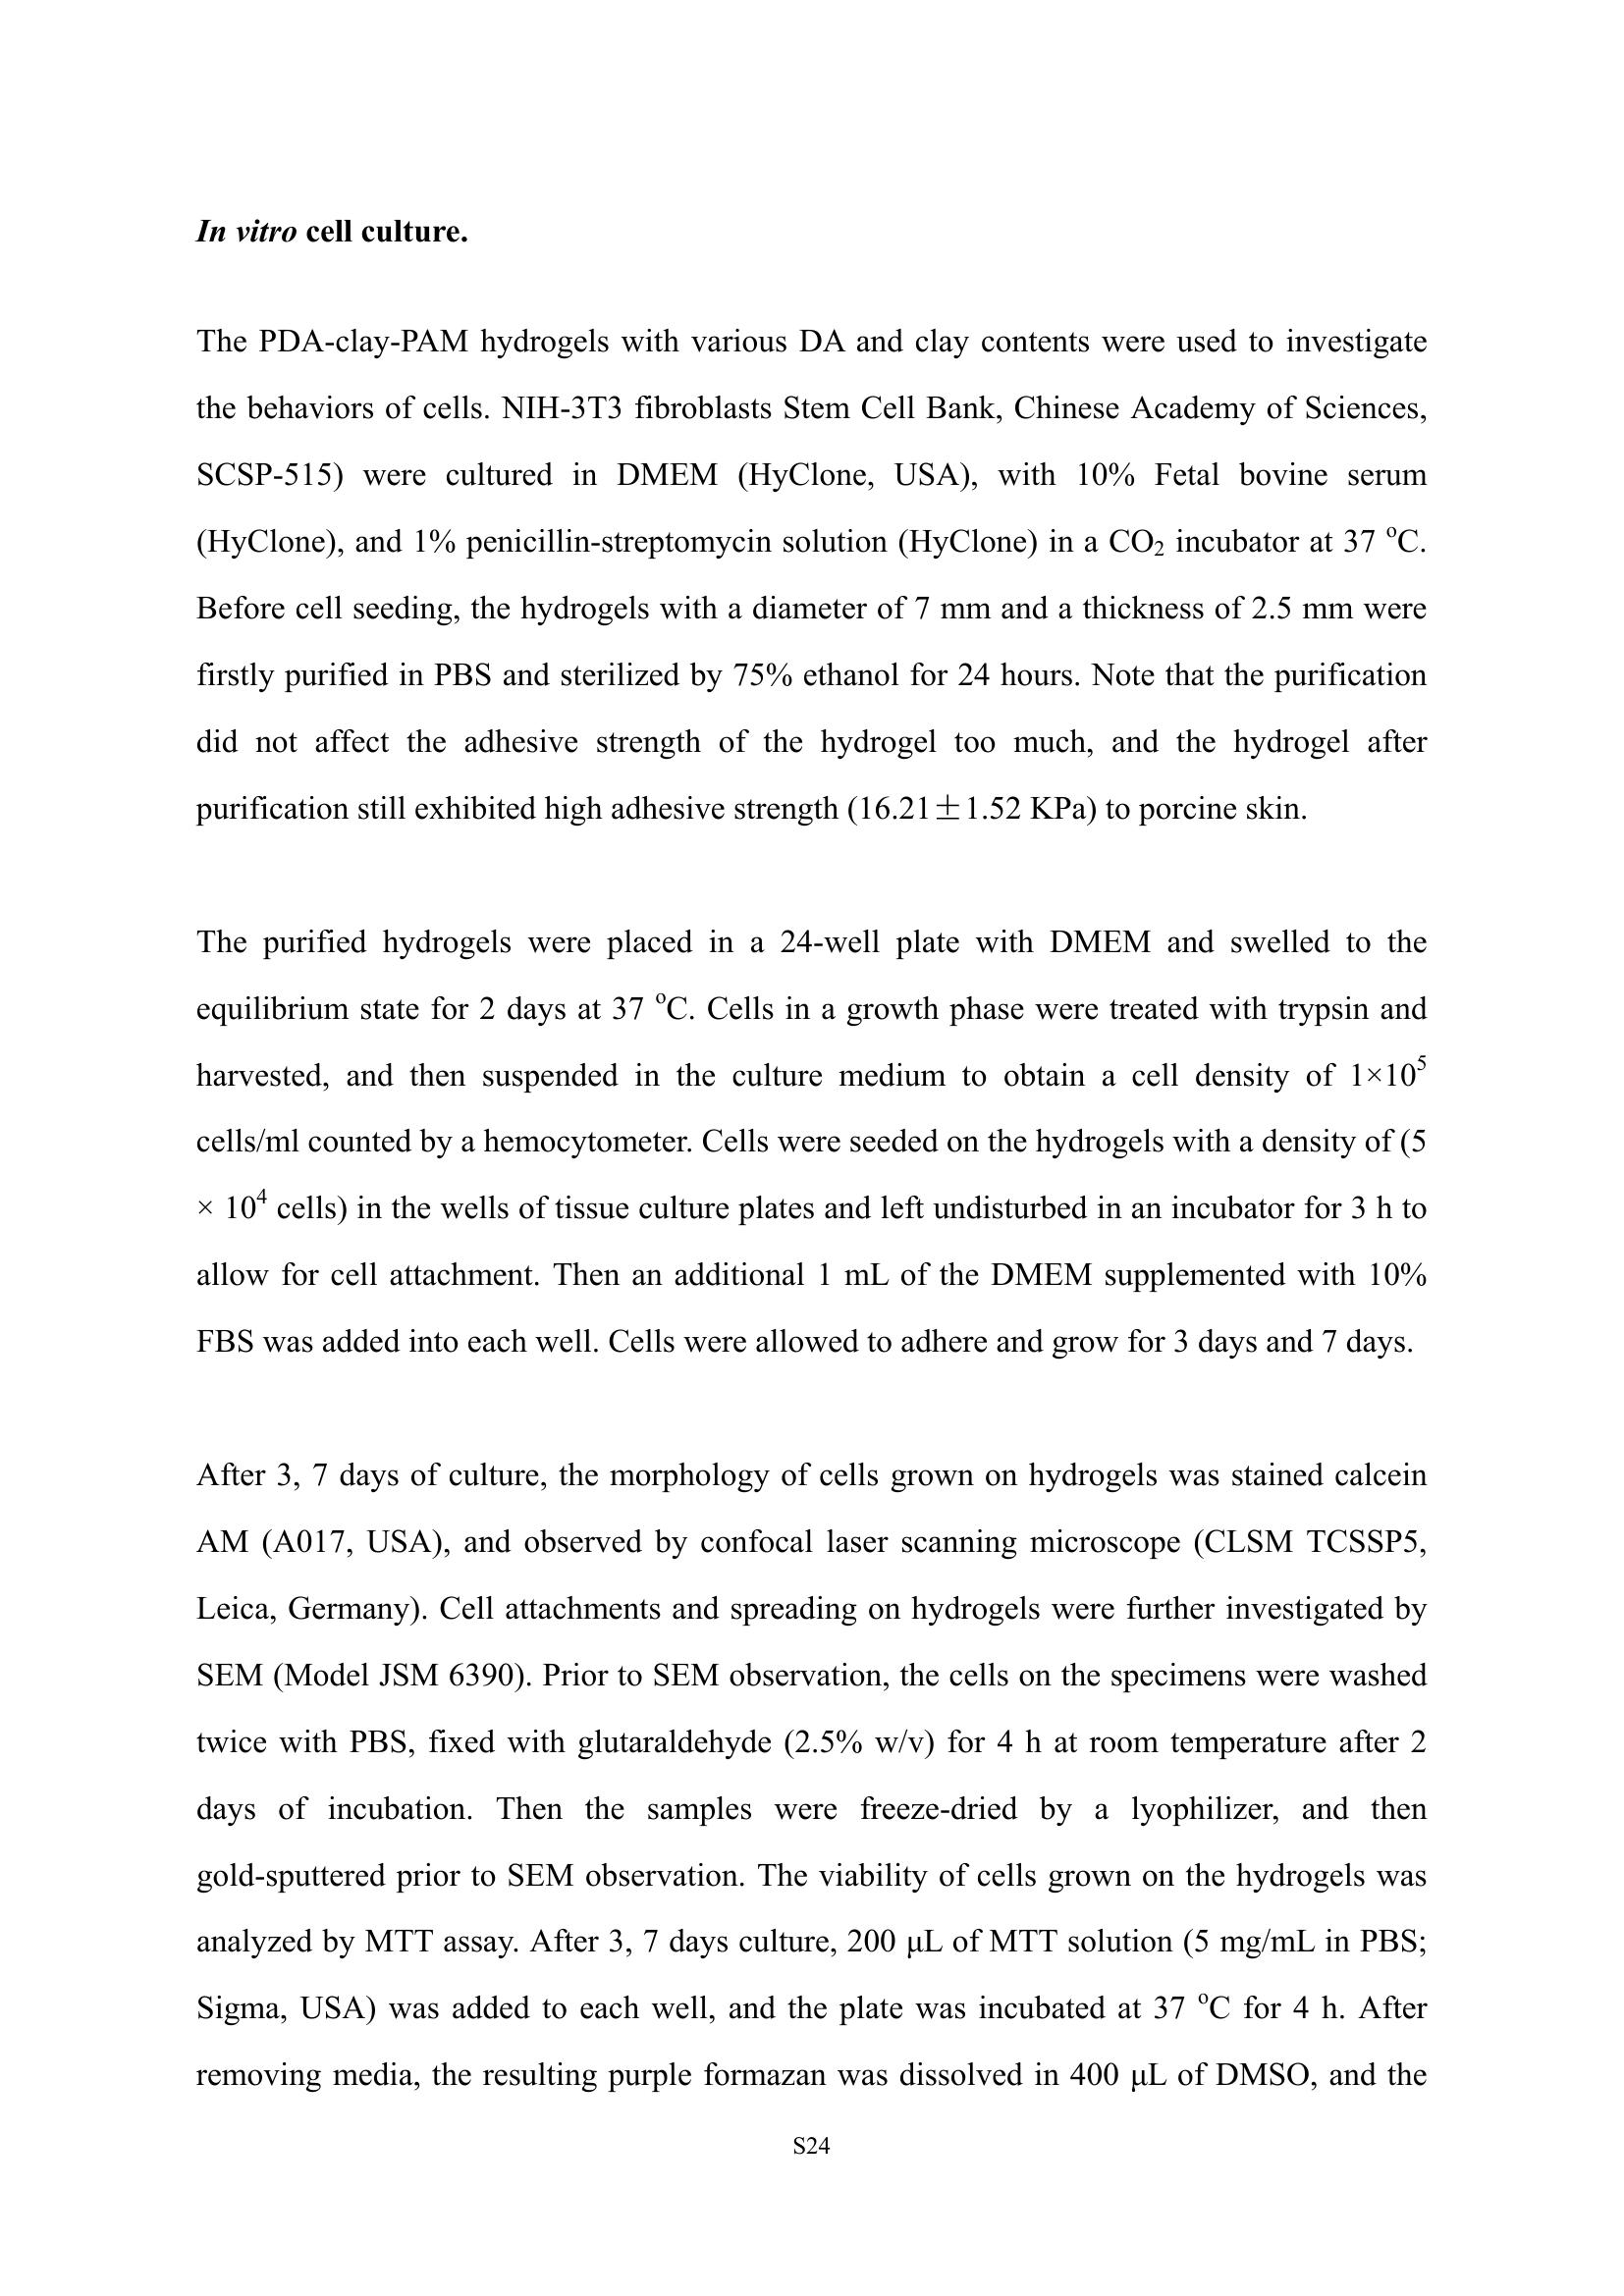 In vitro cell culture.
The PDA-clay-PAM hydrogels with various DA and clay contents were used to investigate
the behaviors of cells. NIH-3T3 fibroblasts Stem Cell Bank, Chinese Academy of Sciences,
SCSP-515) were cultured in DMEM (HyClone, USA), with 10% Fetal bovine serum
(HyClone), and 1% penicillin-streptomycin solution (HyClone) in a CO₂ incubator at 37 ºC.
Before cell seeding, the hydrogels with a diameter of 7 mm and a thickness of 2.5 mm were
firstly purified in PBS and sterilized by 75% ethanol for 24 hours. Note that the purification
did not affect the adhesive strength of the hydrogel too much, and the hydrogel after
purification still exhibited high adhesive strength (16.21±1.52 KPa) to porcine skin.
The purified hydrogels were placed in a 24-well plate with DMEM and swelled to the
equilibrium state for 2 days at 37 ºC. Cells in a growth phase were treated with trypsin and
harvested, and then suspended in the culture medium to obtain a cell density of 1×10⁵
cells/ml counted by a hemocytometer. Cells were seeded on the hydrogels with a density of (5
× 10⁴ cells) in the wells of tissue culture plates and left undisturbed in an incubator for 3 h to
allow for cell attachment. Then an additional 1 mL of the DMEM supplemented with 10%
FBS was added into each well. Cells were allowed to adhere and grow for 3 days and 7 days.
After 3, 7 days of culture, the morphology of cells grown on hydrogels was stained calcein
AM (A017, USA), and observed by confocal laser scanning microscope (CLSM TCSSP5,
Leica, Germany). Cell attachments and spreading on hydrogels were further investigated by
SEM (Model JSM 6390). Prior to SEM observation, the cells on the specimens were washed
twice with PBS, fixed with glutaraldehyde (2.5% w/v) for 4 h at room temperature after 2
days of incubation. Then the samples were freeze-dried by a lyophilizer, and then
gold-sputtered prior to SEM observation. The viability of cells grown on the hydrogels was
analyzed by MTT assay. After 3, 7 days culture, 200 μL of MTT solution (5 mg/mL in PBS;
Sigma, USA) was added to each well, and the plate was incubated at 37 ºC for 4 h. After
removing media, the resulting purple formazan was dissolved in 400 μL of DMSO, and the
S24